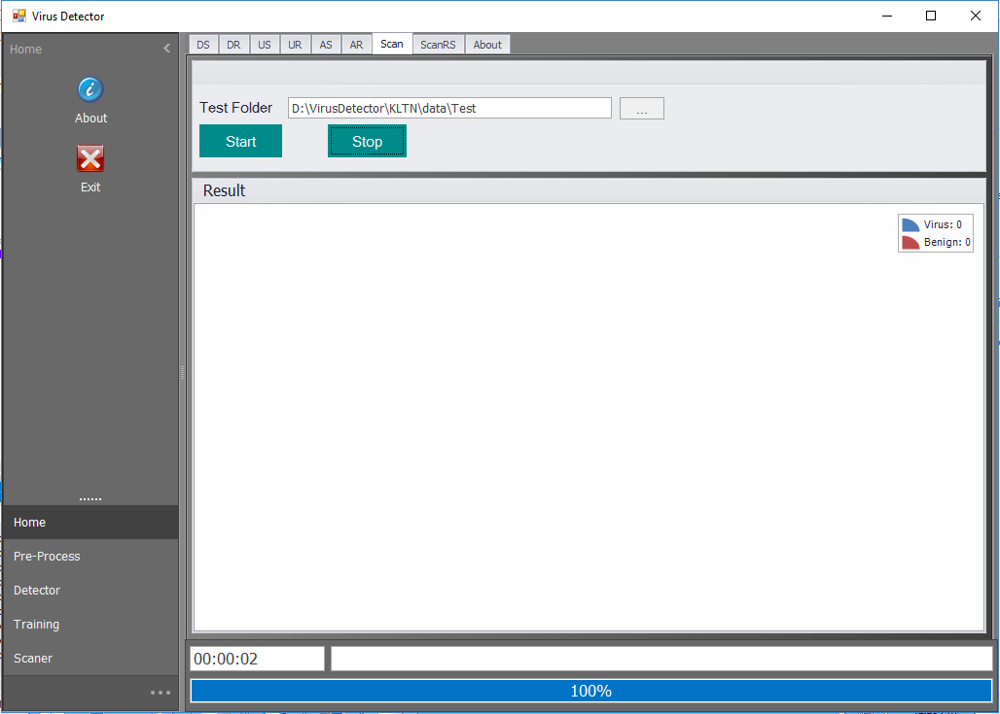 Virus Detector
Home
About
Exit
......
Home
Pre-Process
Detector
Training
Scaner
DS DR US UR AS AR Scan ScanRS About
Test Folder D:\VirusDetector\KLTN\data\Test ...
Start Stop
Result
Virus: 0
Benign: 0
00:00:02
100%